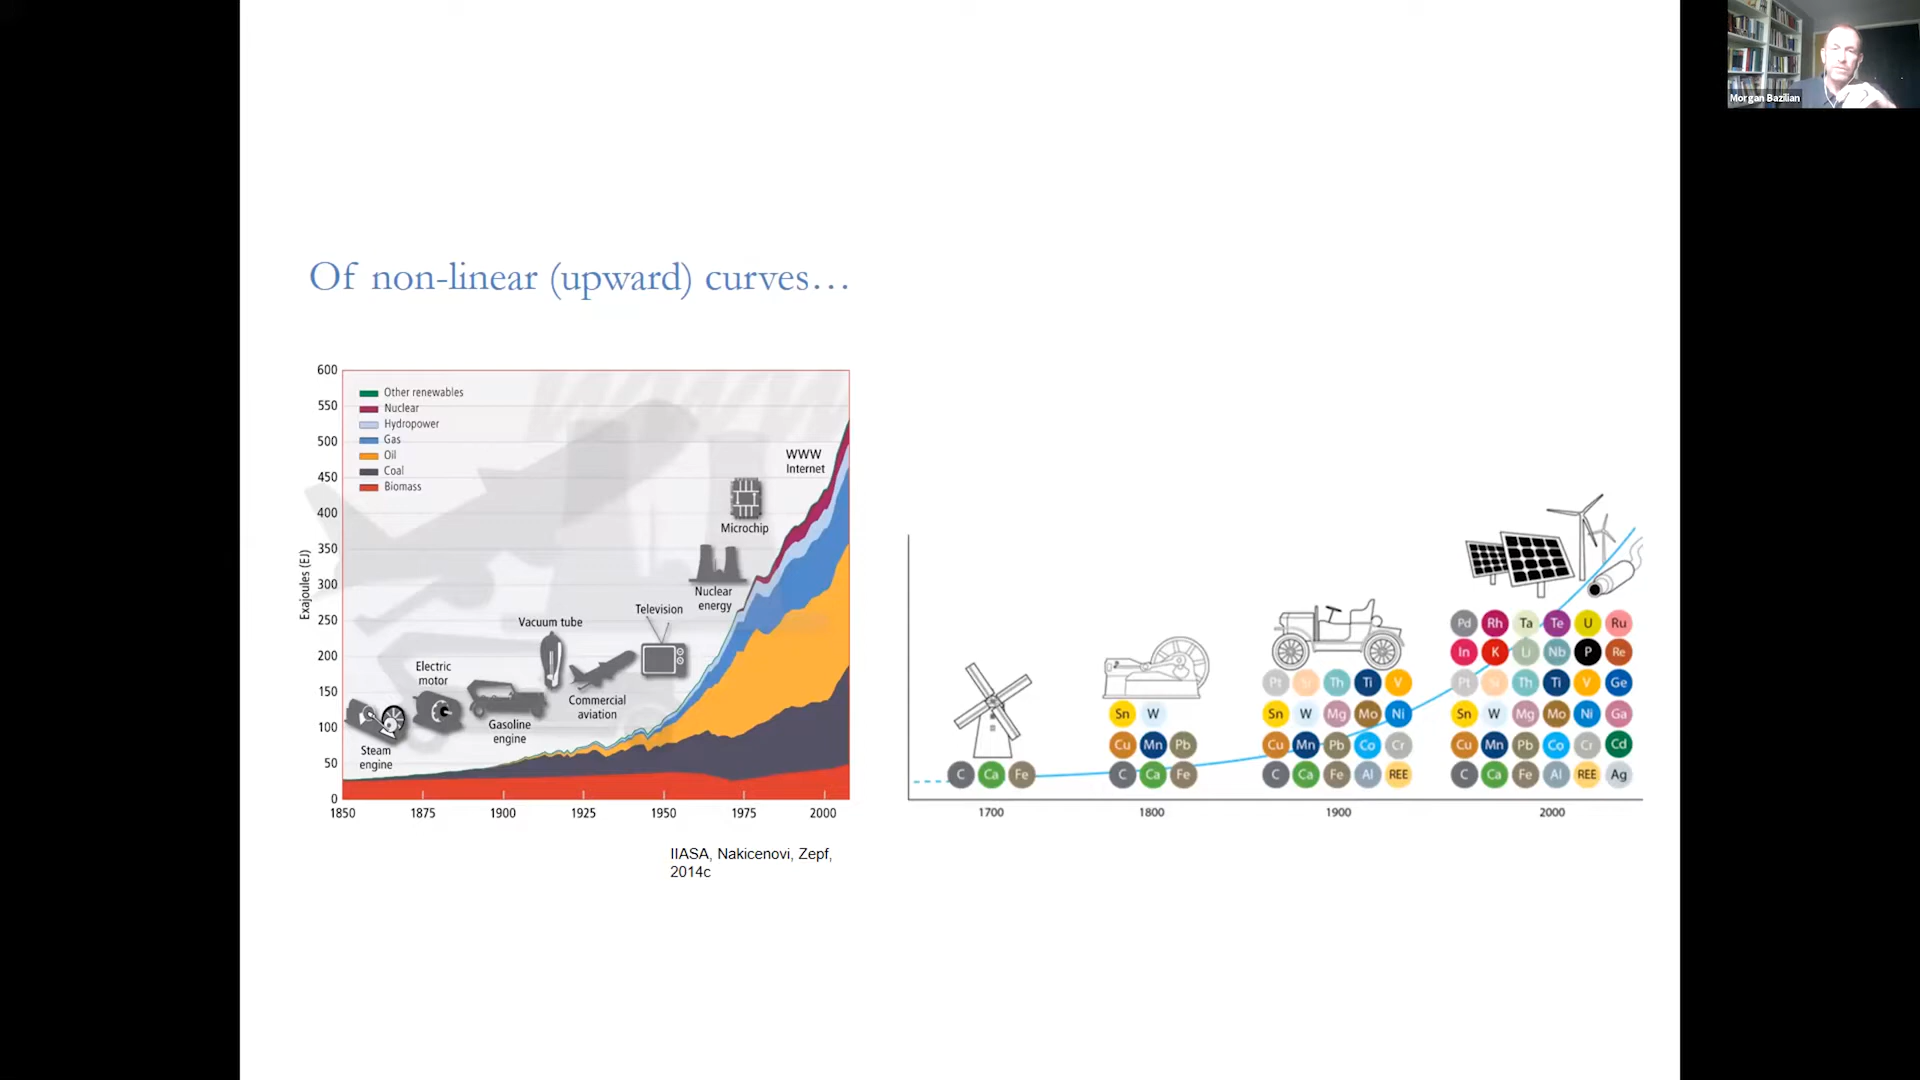 Morgan Bazilian
Of non-linear (upward) curves…
600
550
500
450
400
350
300
250
200
150
100
50
0
Exajoules (EJ)
Other renewables
Nuclear
Hydropower
Gas
Oil
Coal
Biomass
WWW
Internet
Microchip
Nuclear
energy
Television
Vacuum tube
Commercial
aviation
Electric
motor
Gasoline
engine
Steam
engine
1850 1875 1900 1925 1950 1975 2000
IIASA, Nakicenovi, Zepf,
2014c
C Ca Fe
1700
Sn W
Cu Mn Pb
C Ca Fe
1800
Pt Si Th Ti V
Sn W Mg Mo Ni
Cu Mn Pb Co Cr
C Ca Fe Al REE
1900
Pd Rh Ta Te U Ru
In K Li Nb P Re
Pt Si Th Ti V Ge
Sn W Mg Mo Ni Ga
Cu Mn Pb Co Cr Cd
C Ca Fe Al REE Ag
2000